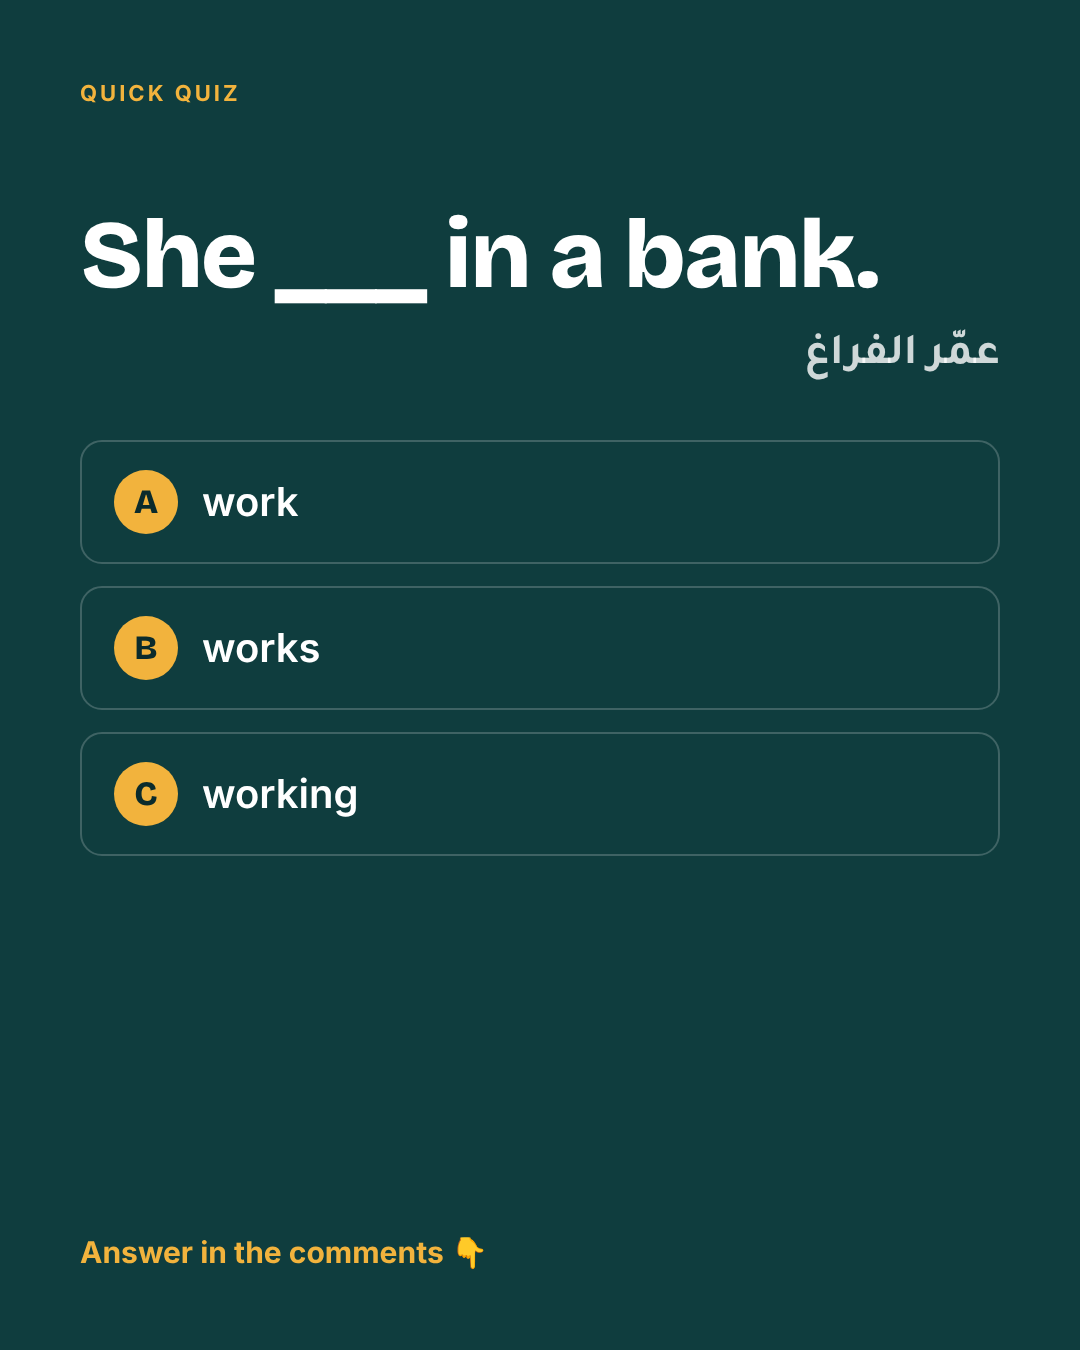 QUICK QUIZ
She ___ in a bank.
عمّر الفراغ
A work
B works
C working
Answer in the comments 👇